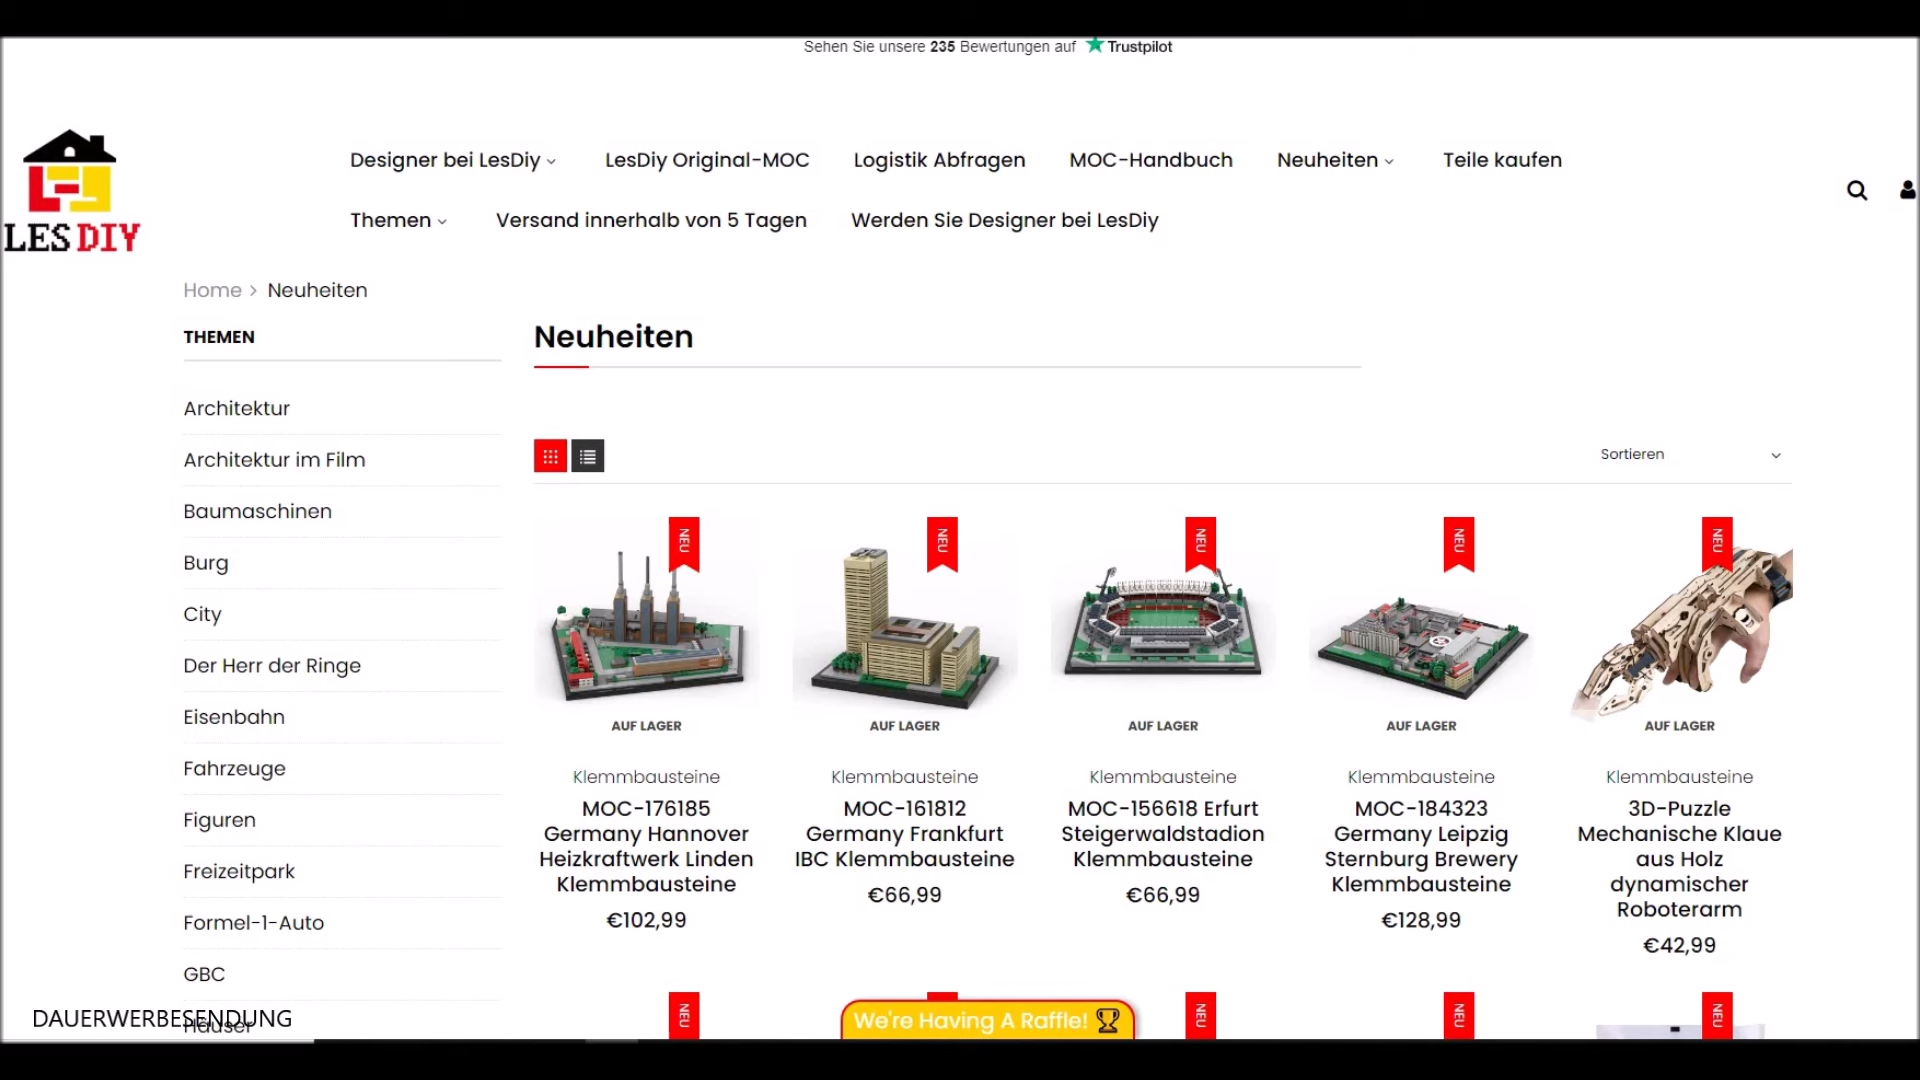 Sehen Sie unsere 235 Bewertungen auf Trustpilot
LES DIY
Designer bei LesDiy
LesDiy Original-MOC
Logistik Abfragen
MOC-Handbuch
Neuheiten
Teile kaufen
Themen
Versand innerhalb von 5 Tagen
Werden Sie Designer bei LesDiy
Home > Neuheiten
THEMEN
Architektur
Architektur im Film
Baumaschinen
Burg
City
Der Herr der Ringe
Eisenbahn
Fahrzeuge
Figuren
Freizeitpark
Formel-1-Auto
GBC
Häuser
DAUERWERBESENDUNG
Neuheiten
Sortieren
NEU
AUF LAGER
Klemmbausteine
MOC-176185
Germany Hannover
Heizkraftwerk Linden
Klemmbausteine
€102,99
NEU
AUF LAGER
Klemmbausteine
MOC-161812
Germany Frankfurt
IBC Klemmbausteine
€66,99
NEU
AUF LAGER
Klemmbausteine
MOC-156618 Erfurt
Steigerwaldstadion
Klemmbausteine
€66,99
NEU
AUF LAGER
Klemmbausteine
MOC-184323
Germany Leipzig
Sternburg Brewery
Klemmbausteine
€128,99
NEU
AUF LAGER
Klemmbausteine
3D-Puzzle
Mechanische Klaue
aus Holz
dynamischer
Roboterarm
€42,99
NEU
NEU
NEU
NEU
We're Having A Raffle!